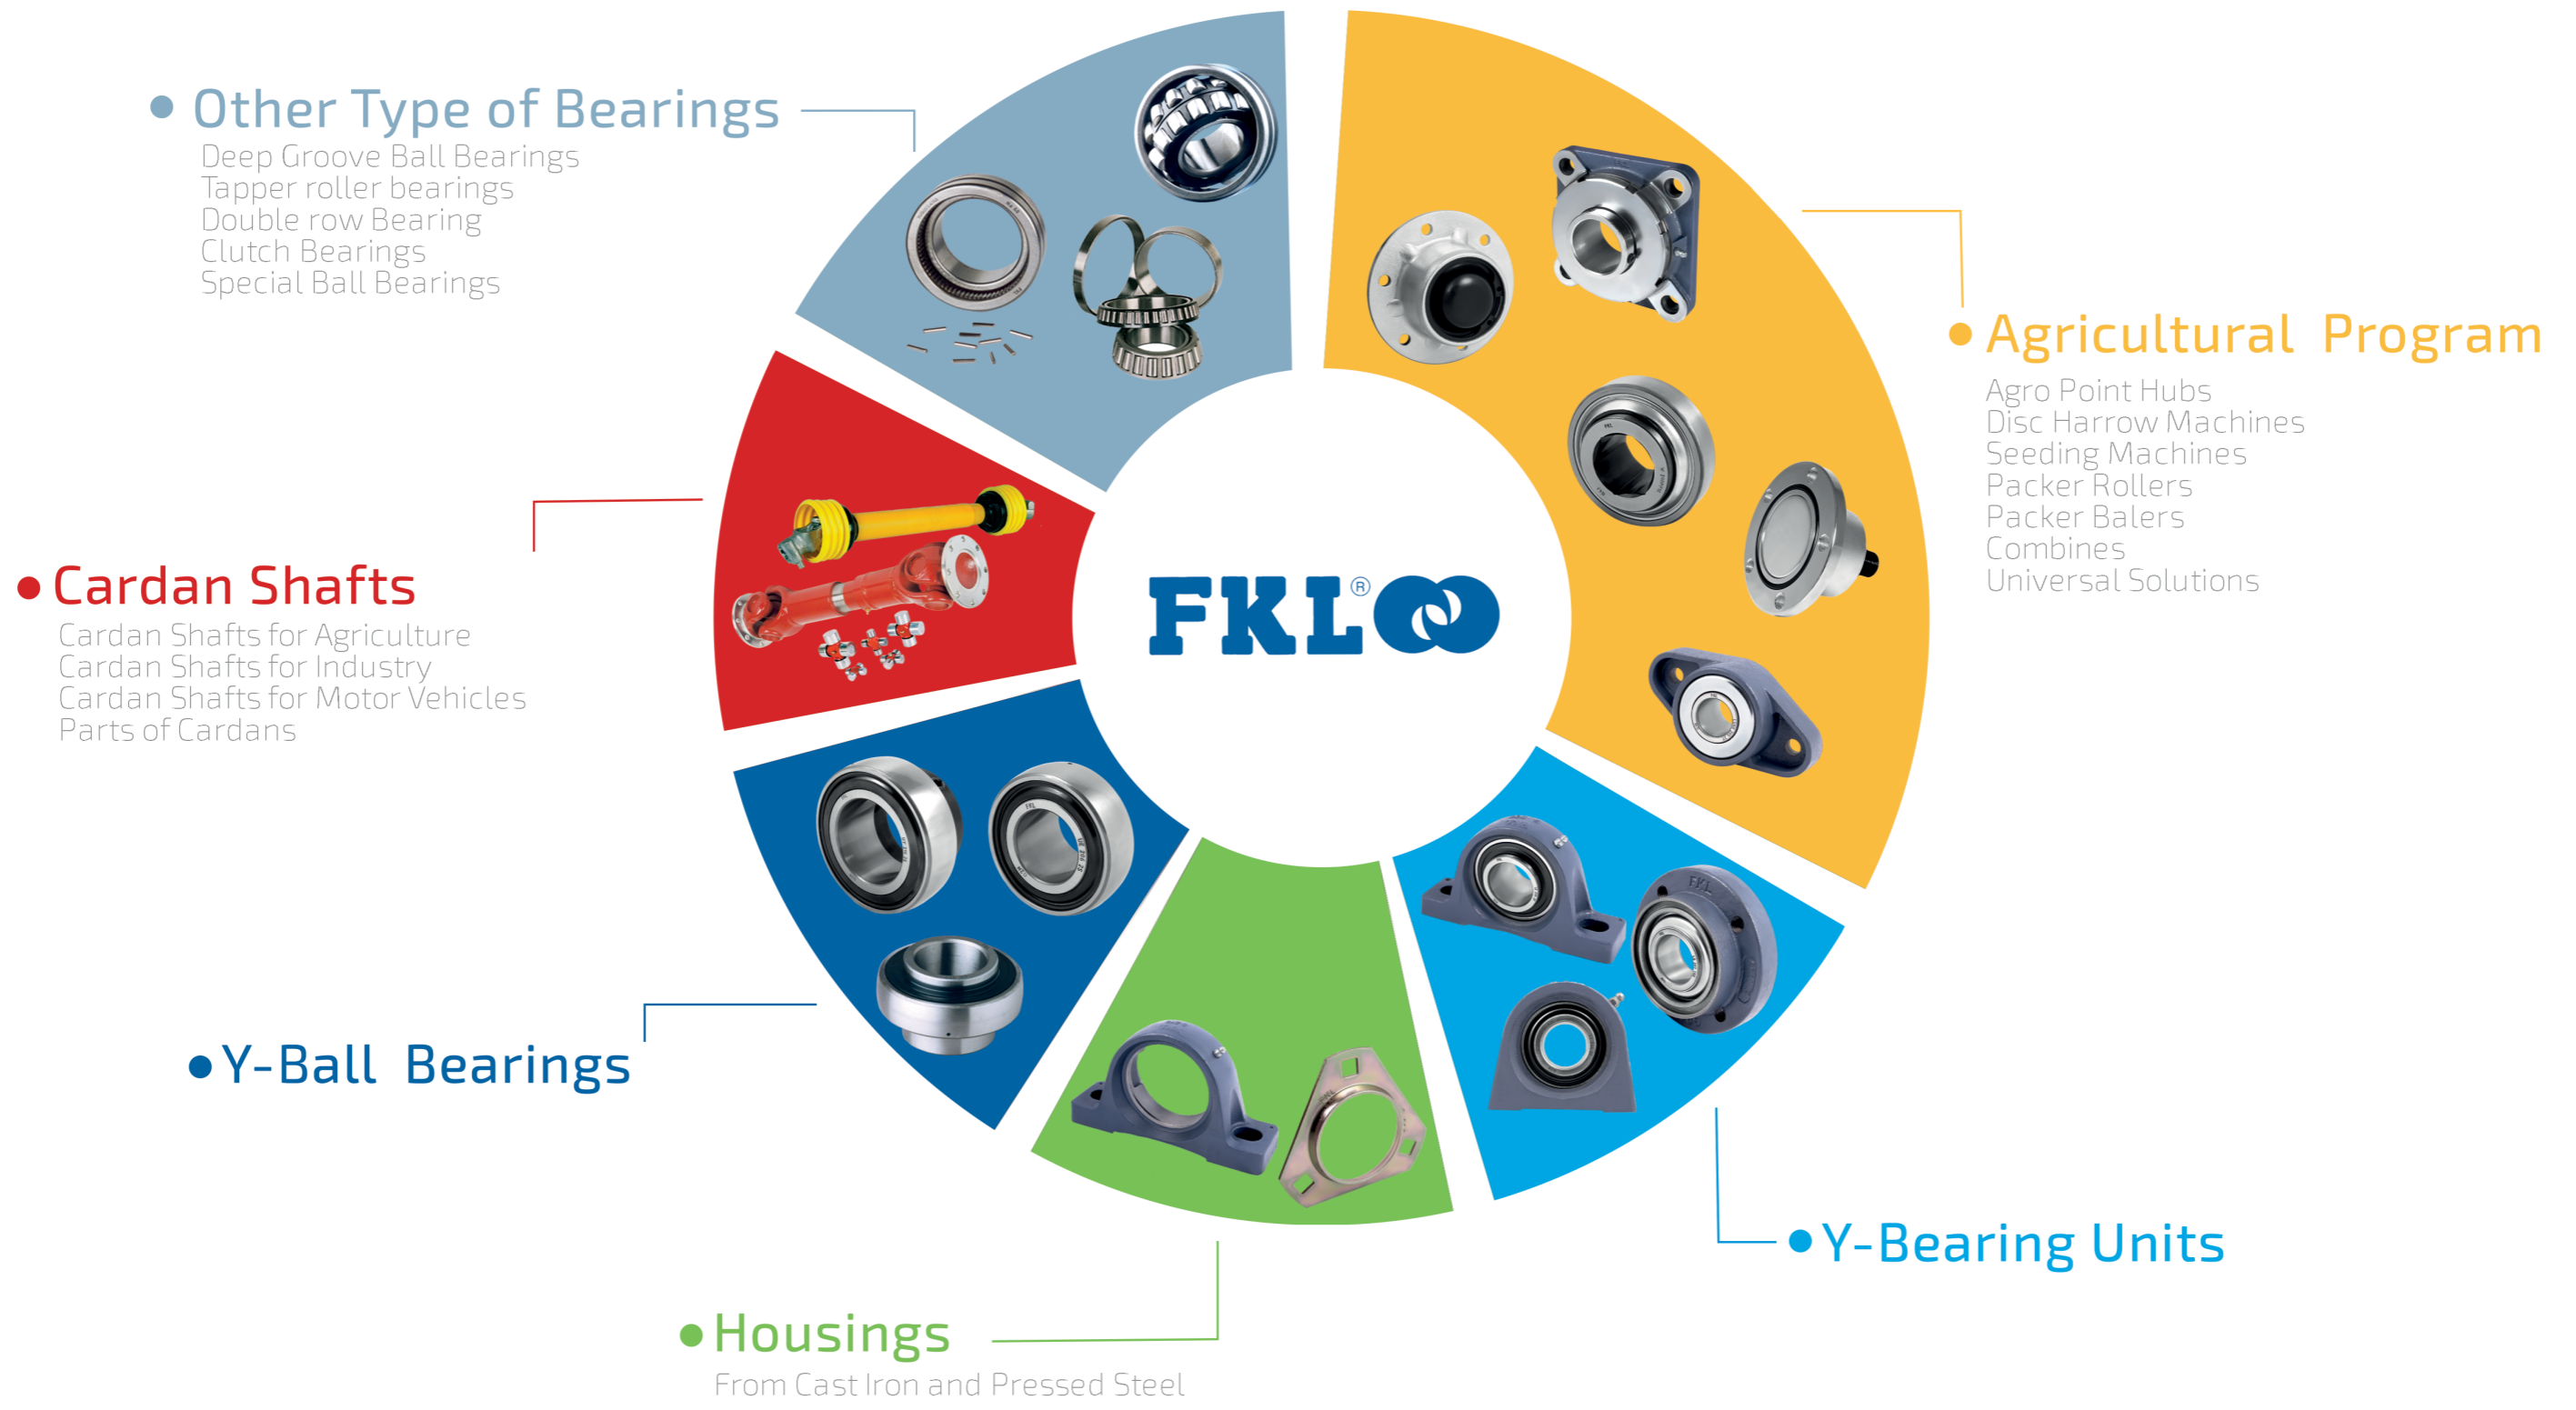 Other Type of Bearings
Deep Groove Ball Bearings
Tapper roller bearings
Double row Bearing
Clutch Bearings
Special Ball Bearings
Agricultural Program
Agro Point Hubs
Disc Harrow Machines
Seeding Machines
Packer Rollers
Packer Balers
Combines
Universal Solutions
Cardan Shafts
Cardan Shafts for Agriculture
Cardan Shafts for Industry
Cardan Shafts for Motor Vehicles
Parts of Cardans
FKL®
Y-Ball Bearings
Y-Bearing Units
Housings
From Cast Iron and Pressed Steel